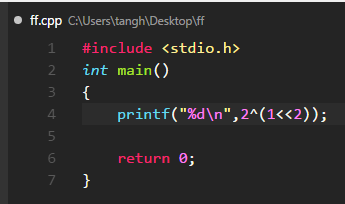 ● ff.cpp C:\Users\tangh\Desktop\ff
1 #include <stdio.h>
2 int main()
3 {
4     printf("%d\n",2^(1<<2));
5
6     return 0;
7 }